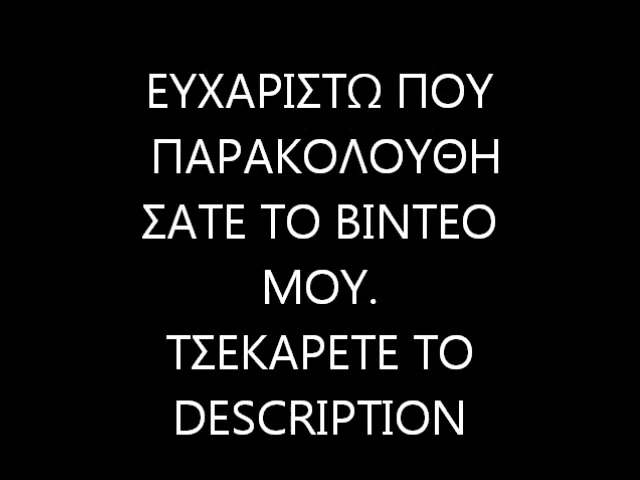 ΕΥΧΑΡΙΣΤΩ ΠΟΥ
ΠΑΡΑΚΟΛΟΥΘΗ
ΣΑΤΕ ΤΟ ΒΙΝΤΕΟ
ΜΟΥ.
ΤΣΕΚΑΡΕΤΕ ΤΟ
DESCRIPTION